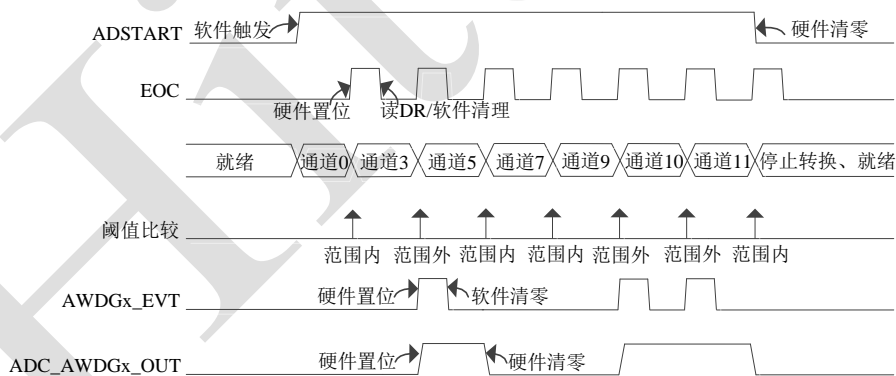 ADSTART 软件触发 硬件清零
EOC
硬件置位 读DR/软件清理
就绪 通道0 通道3 通道5 通道7 通道9 通道10 通道11 停止转换、就绪
阈值比较
范围内 范围外 范围内 范围内 范围外 范围外 范围内
AWDGx_EVT 硬件置位 软件清零
ADC_AWDGx_OUT 硬件置位 硬件清零